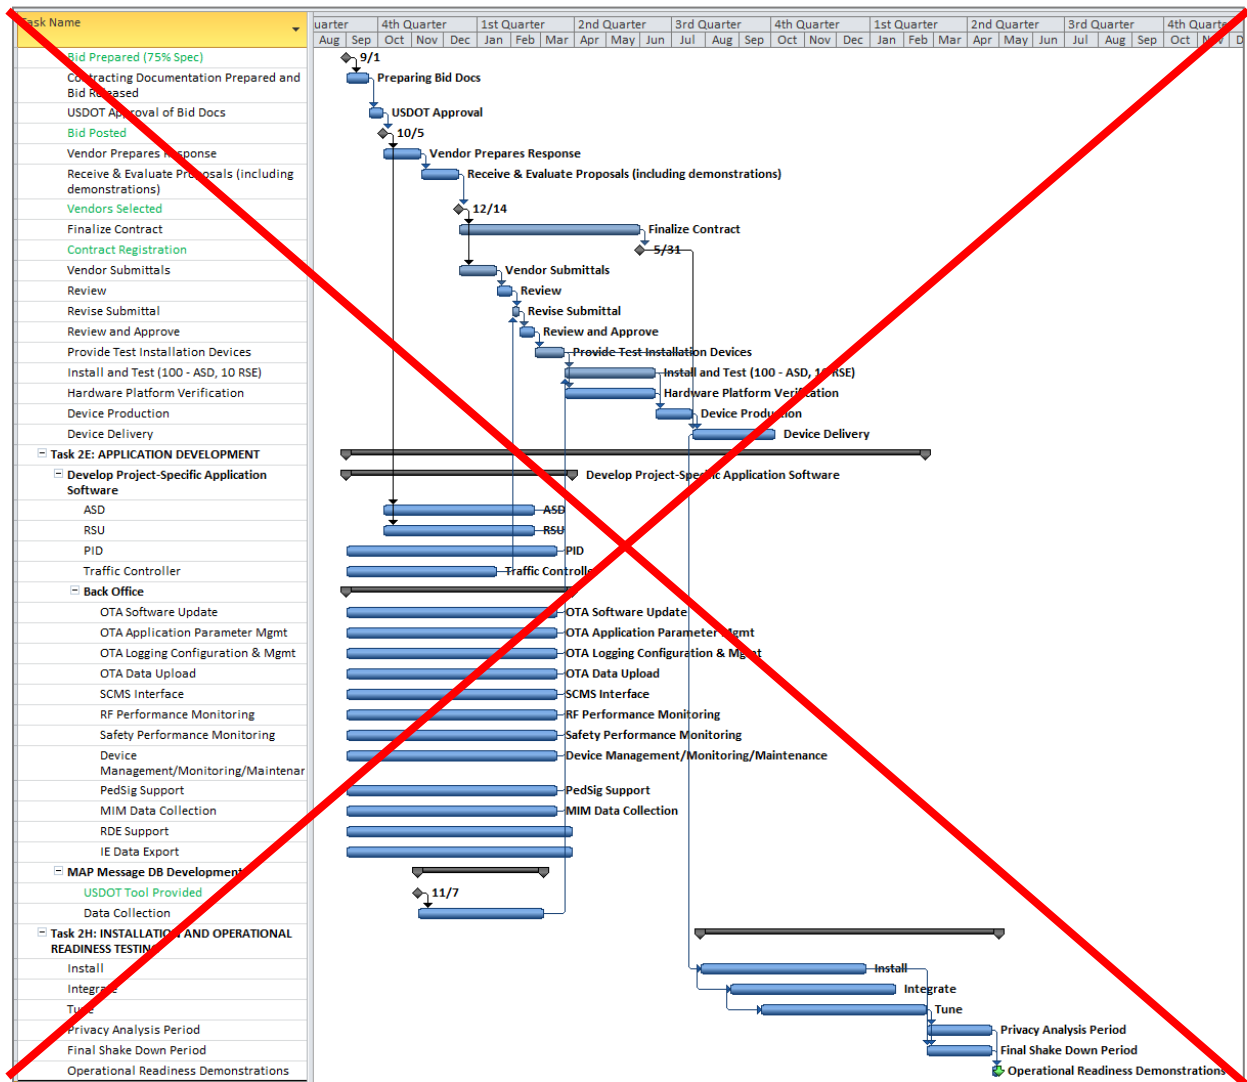 Task Name
uarter 4th Quarter 1st Quarter 2nd Quarter 3rd Quarter 4th Quarter 1st Quarter 2nd Quarter 3rd Quarter 4th Quarte
Aug Sep Oct Nov Dec Jan Feb Mar Apr May Jun Jul Aug Sep Oct Nov Dec Jan Feb Mar Apr May Jun Jul Aug Sep Oct Nov D
Bid Prepared (75% Spec) 9/1
Contracting Documentation Prepared and Preparing Bid Docs
Bid Released
USDOT Approval of Bid Docs USDOT Approval
Bid Posted 10/5
Vendor Prepares Response Vendor Prepares Response
Receive & Evaluate Proposals (including Receive & Evaluate Proposals (including demonstrations)
demonstrations)
Vendors Selected 12/14
Finalize Contract Finalize Contract
Contract Registration 5/31
Vendor Submittals Vendor Submittals
Review Review
Revise Submittal Revise Submittal
Review and Approve Review and Approve
Provide Test Installation Devices Provide Test Installation Devices
Install and Test (100 - ASD, 10 RSE) Install and Test (100 - ASD, 10 RSE)
Hardware Platform Verification Hardware Platform Verification
Device Production Device Production
Device Delivery Device Delivery
Task 2E: APPLICATION DEVELOPMENT
Develop Project-Specific Application Develop Project-Specific Application Software
Software
ASD ASD
RSU RSU
PID PID
Traffic Controller Traffic Controller
Back Office
OTA Software Update OTA Software Update
OTA Application Parameter Mgmt OTA Application Parameter Mgmt
OTA Logging Configuration & Mgmt OTA Logging Configuration & Mgmt
OTA Data Upload OTA Data Upload
SCMS Interface SCMS Interface
RF Performance Monitoring RF Performance Monitoring
Safety Performance Monitoring Safety Performance Monitoring
Device Device Management/Monitoring/Maintenance
Management/Monitoring/Maintenar
PedSig Support PedSig Support
MIM Data Collection MIM Data Collection
RDE Support
IE Data Export
MAP Message DB Development
USDOT Tool Provided 11/7
Data Collection
Task 2H: INSTALLATION AND OPERATIONAL
READINESS TESTING
Install Install
Integrate Integrate
Tune Tune
Privacy Analysis Period Privacy Analysis Period
Final Shake Down Period Final Shake Down Period
Operational Readiness Demonstrations Operational Readiness Demonstrations